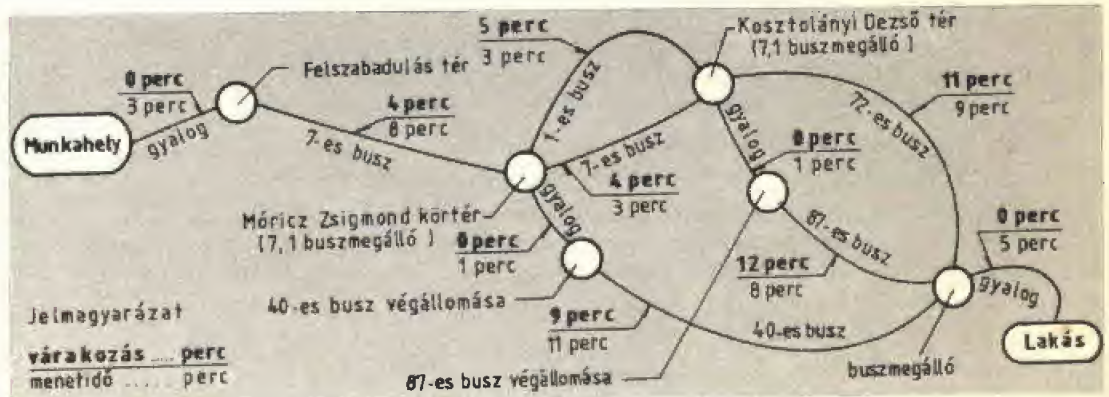 5 perc
3 perc
Kosztolányi Dezső tér
(7,1 buszmegálló )
0 perc
3 perc
Felszabadulás tér
11 perc
9 perc
Munkahely
gyalog
4 perc
8 perc
7-es busz
1-es busz
7-es busz
4 perc
3 perc
gyalog
72-es busz
0 perc
1 perc
Móricz Zsigmond körtér
(7,1 buszmegálló )
gyalog
0 perc
1 perc
87-es busz
12 perc
8 perc
0 perc
5 perc
gyalog
40-es busz végállomása
9 perc
11 perc
40-es busz
Lakás
buszmegálló
87-es busz végállomása
Jelmagyarázat
várakozás ..... perc
menetidő ..... perc